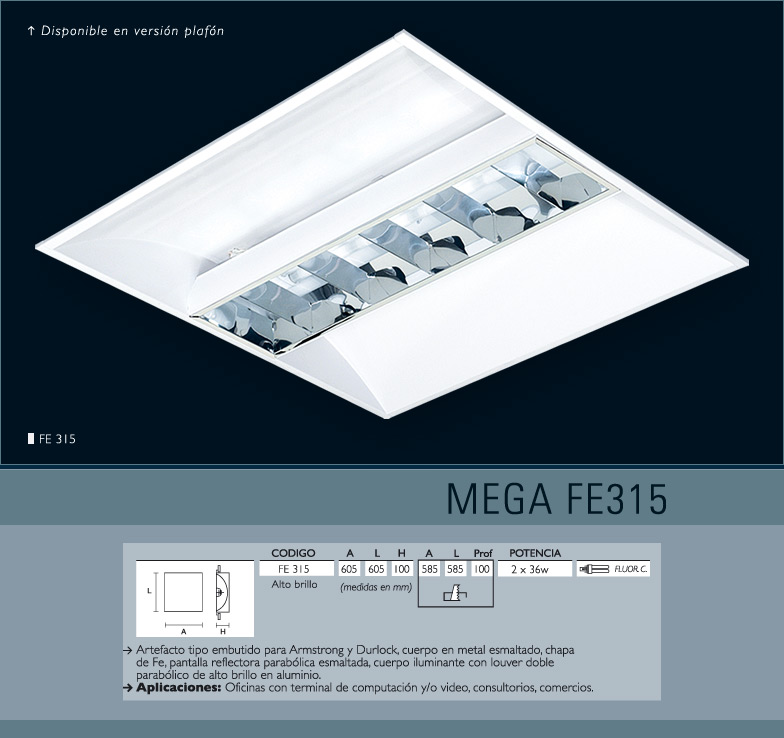 ↑ Disponible en versión plafón
FE 315
MEGA FE315
CODIGO A L H A L Prof POTENCIA
FE 315 605 605 100 585 585 100 2 x 36w FLUOR. C.
Alto brillo (medidas en mm)
L
A H
→ Artefacto tipo embutido para Armstrong y Durlock, cuerpo en metal esmaltado, chapa
de Fe, pantalla reflectora parabólica esmaltada, cuerpo iluminante con louver doble
parabólico de alto brillo en aluminio.
→ Aplicaciones: Oficinas con terminal de computación y/o video, consultorios, comercios.